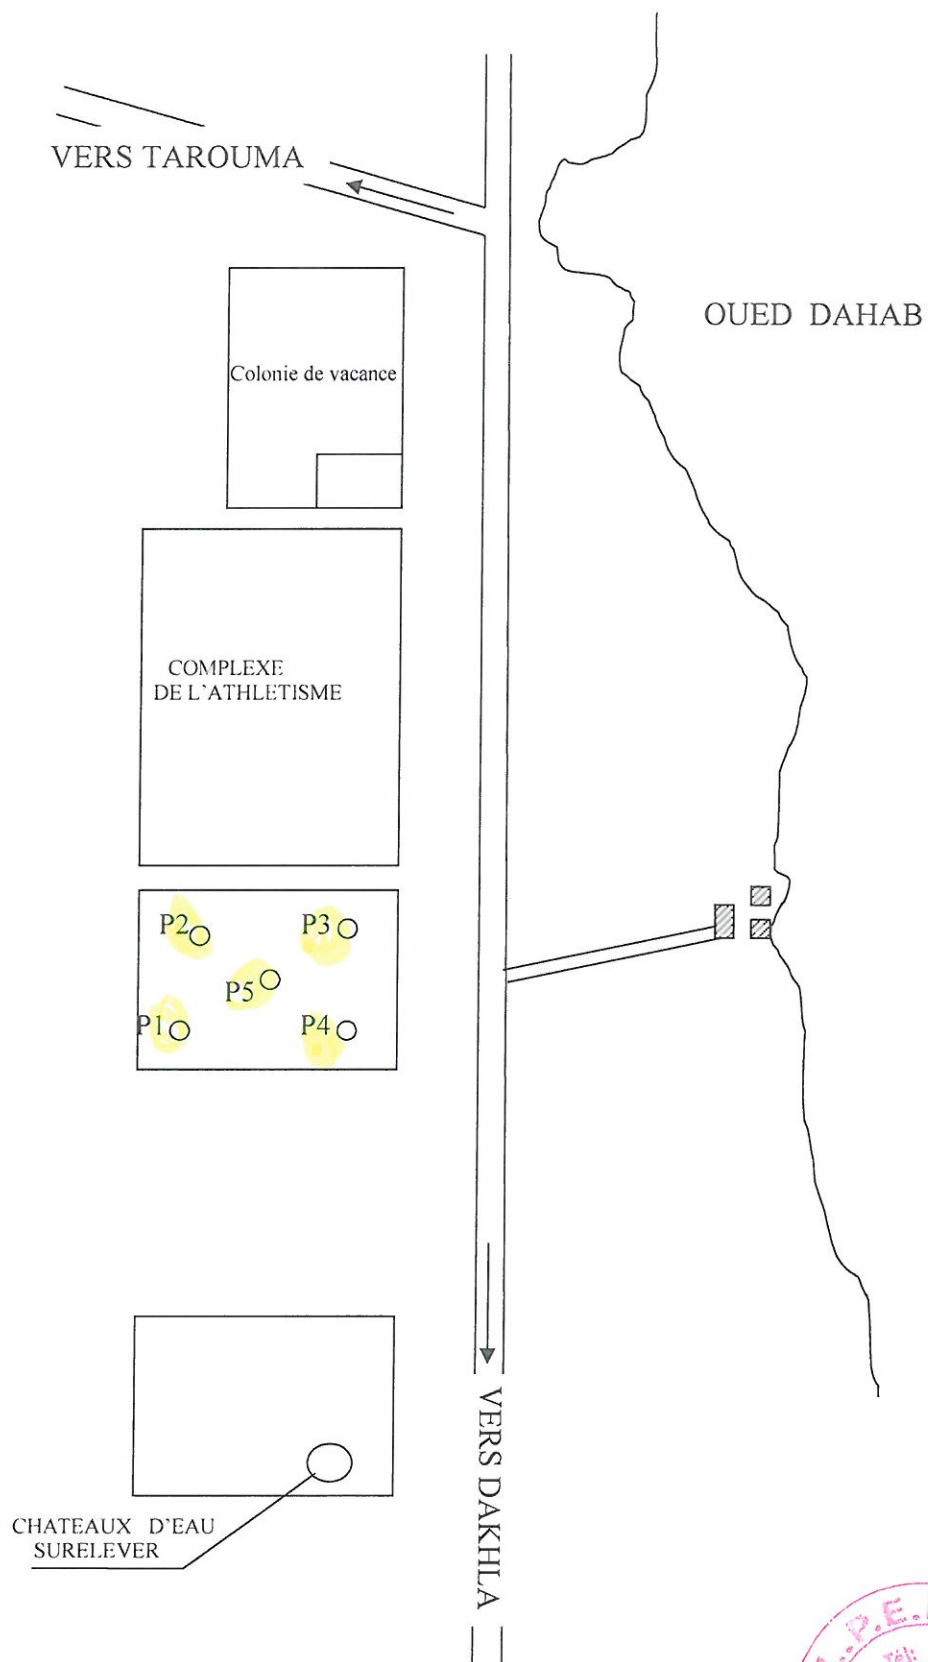 VERS TAROUMA
OUED DAHAB
Colonie de vacance
COMPLEXE
DE L'ATHLETISME
P2
P3
P5
P1
P4
VERS DAKHLA
CHATEAUX D'EAU
SURELEVER